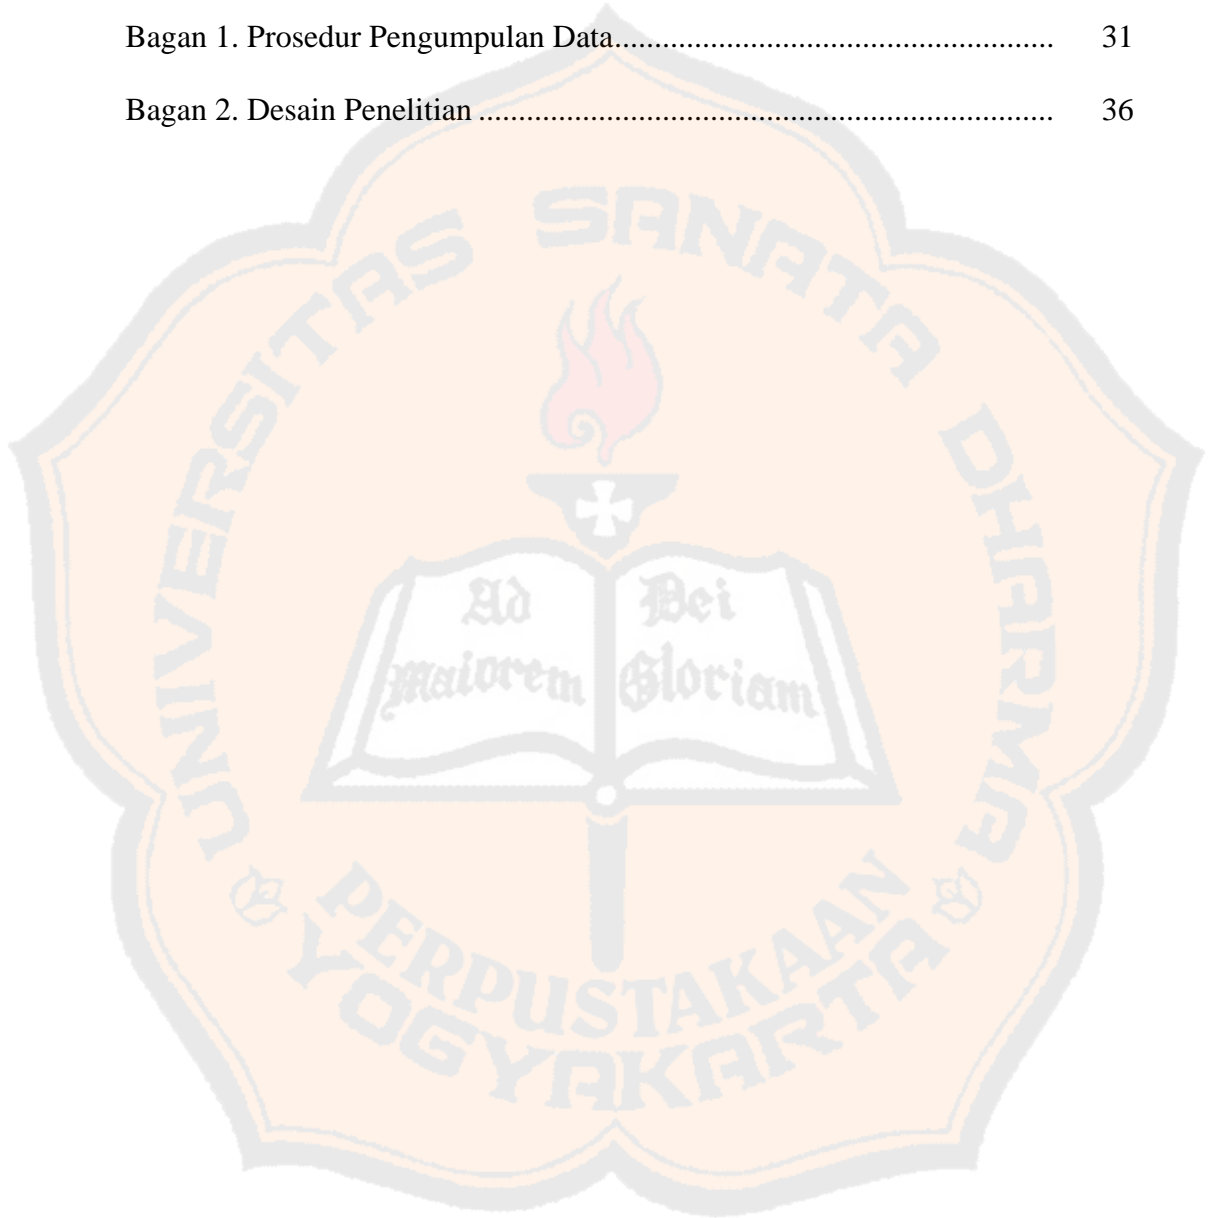 Bagan 1. Prosedur Pengumpulan Data....................................................... 31
Bagan 2. Desain Penelitian ........................................................................ 36
UNIVERSITAS SANATA DHARMA
Ad Dei
maiorem Gloriam
PERPUSTAKAAN
YOGYAKARTA